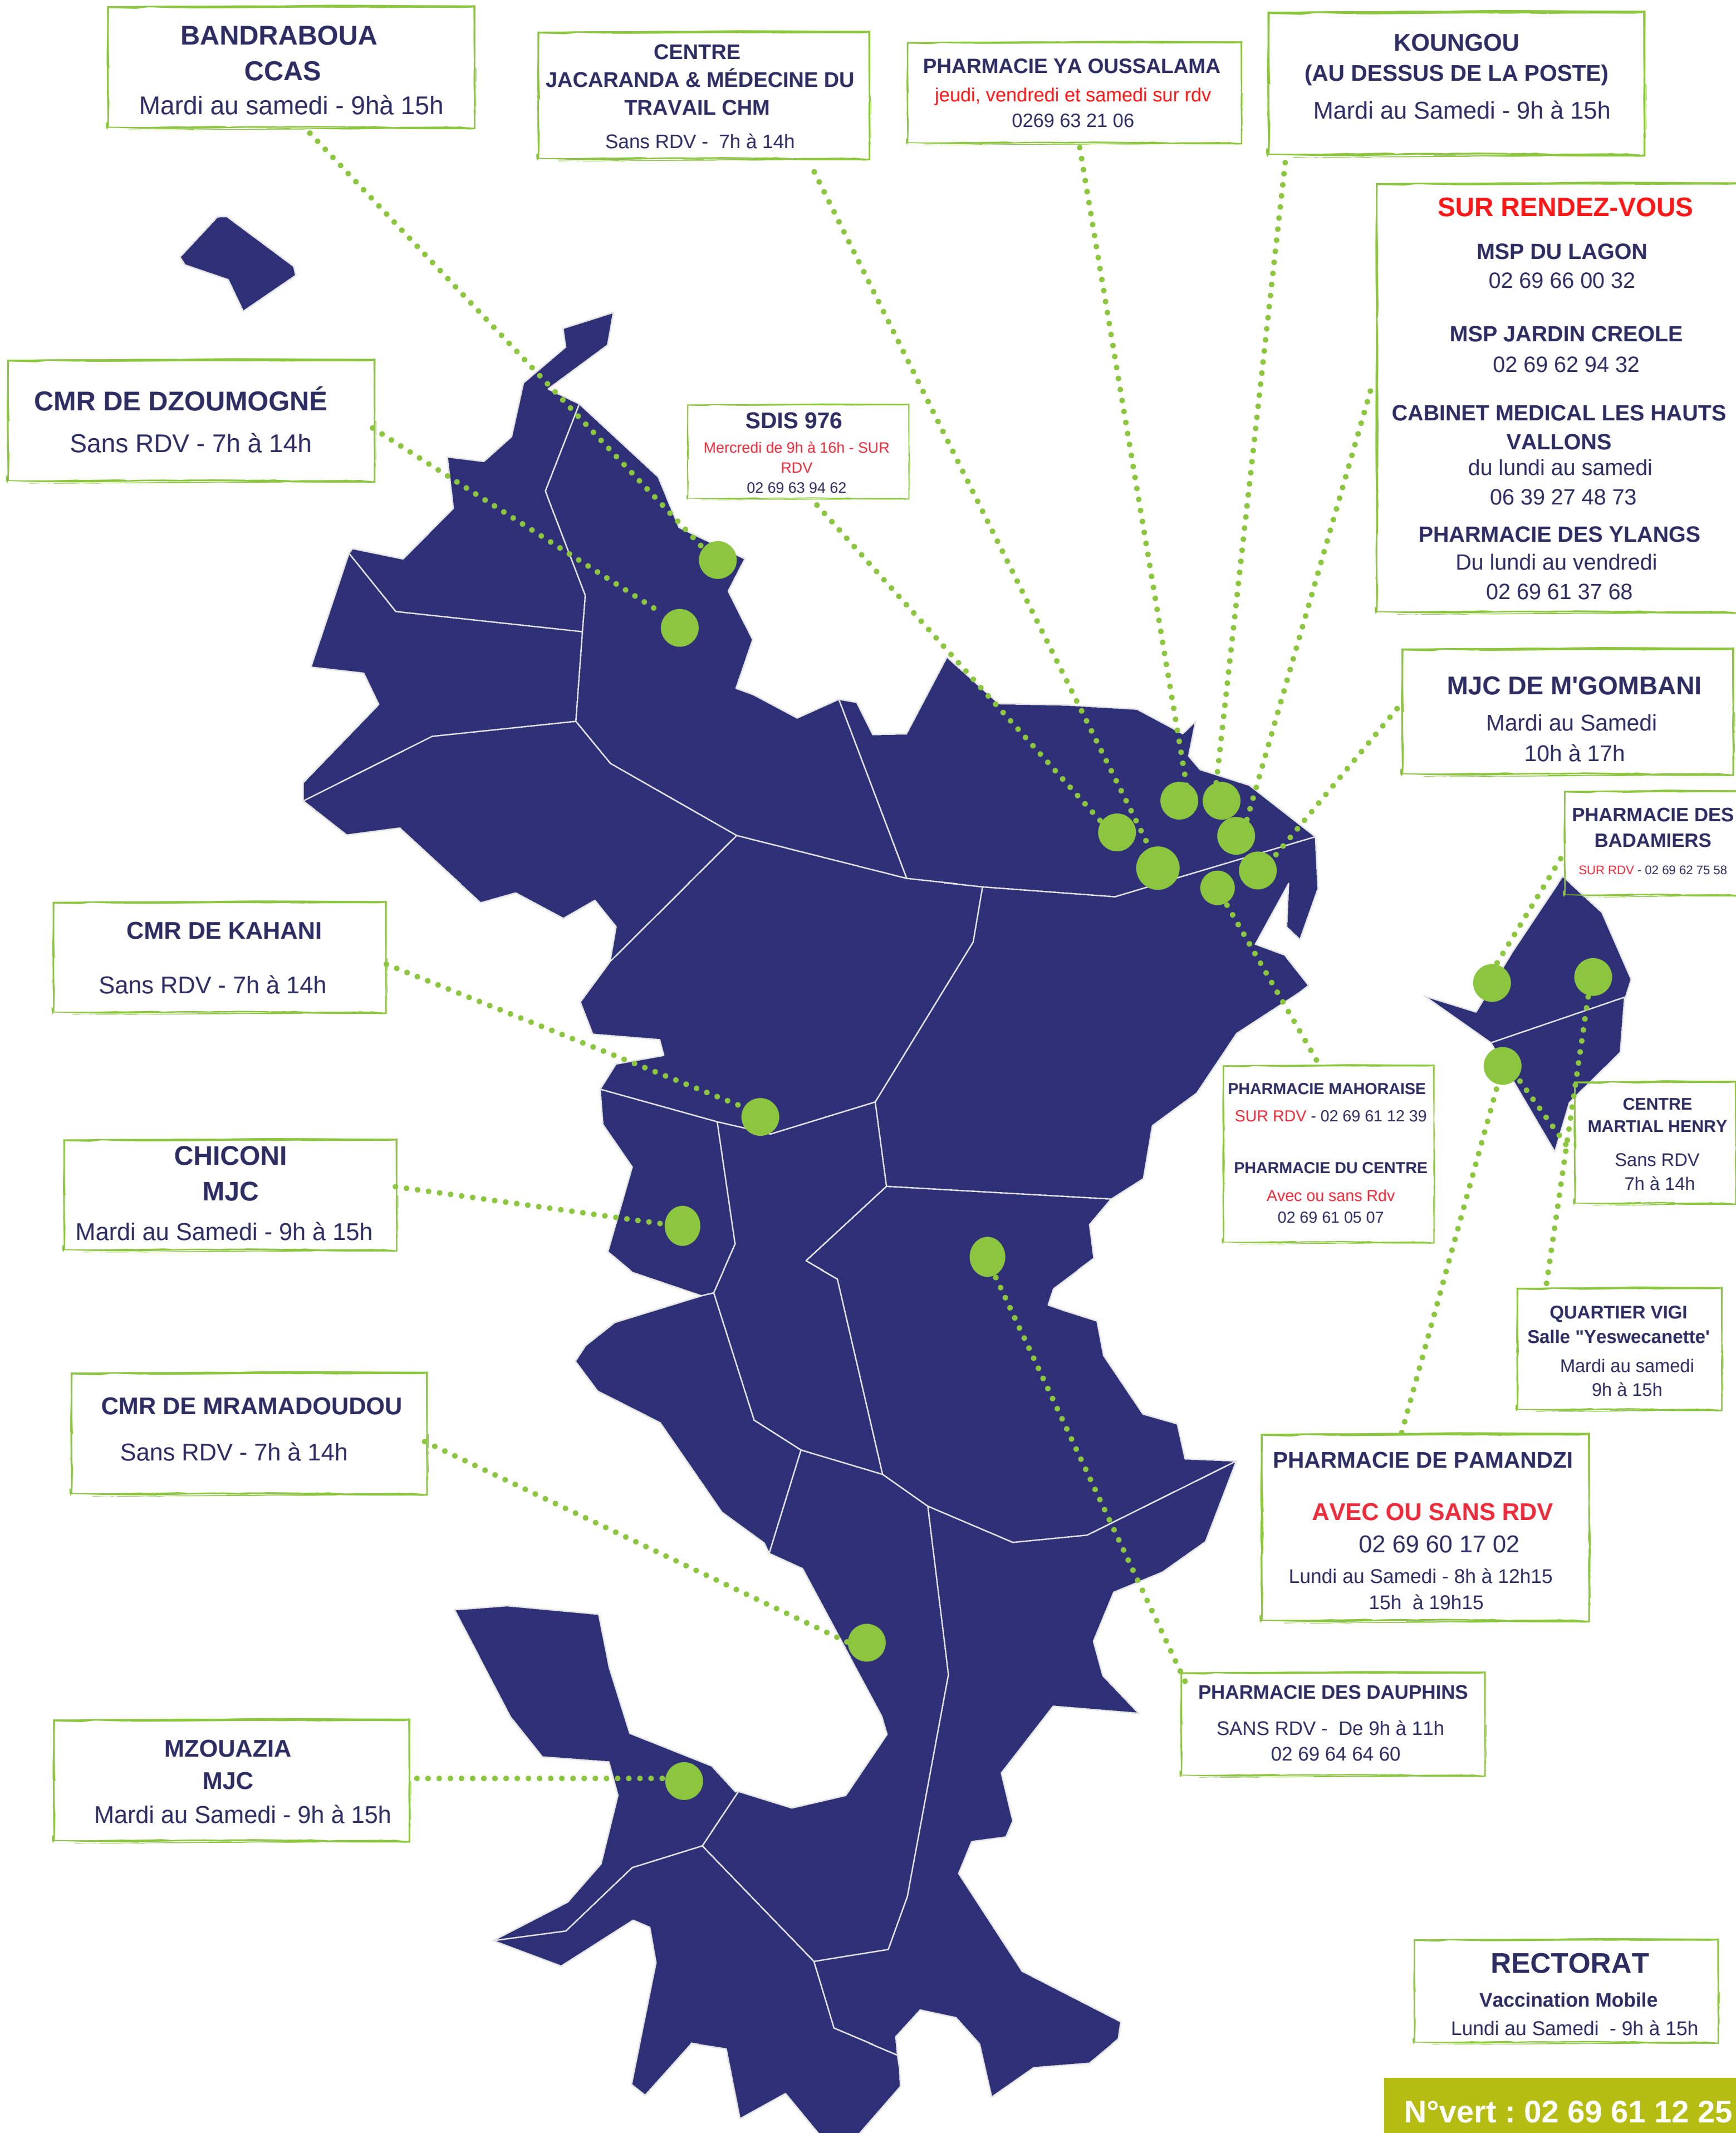 BANDRABOUA
CCAS
Mardi au samedi - 9hà 15h
CENTRE
JACARANDA & MÉDECINE DU
TRAVAIL CHM
Sans RDV - 7h à 14h
PHARMACIE YA OUSSALAMA
jeudi, vendredi et samedi sur rdv
0269 63 21 06
KOUNGOU
(AU DESSUS DE LA POSTE)
Mardi au Samedi - 9h à 15h
SUR RENDEZ-VOUS
MSP DU LAGON
02 69 66 00 32
MSP JARDIN CREOLE
02 69 62 94 32
CABINET MEDICAL LES HAUTS
VALLONS
du lundi au samedi
06 39 27 48 73
PHARMACIE DES YLANGS
Du lundi au vendredi
02 69 61 37 68
CMR DE DZOUMOGNÉ
Sans RDV - 7h à 14h
SDIS 976
Mercredi de 9h à 16h - SUR
RDV
02 69 63 94 62
MJC DE M'GOMBANI
Mardi au Samedi
10h à 17h
PHARMACIE DES
BADAMIERS
SUR RDV - 02 69 62 75 58
CMR DE KAHANI
Sans RDV - 7h à 14h
PHARMACIE MAHORAISE
SUR RDV - 02 69 61 12 39
PHARMACIE DU CENTRE
Avec ou sans Rdv
02 69 61 05 07
CENTRE
MARTIAL HENRY
Sans RDV
7h à 14h
CHICONI
MJC
Mardi au Samedi - 9h à 15h
QUARTIER VIGI
Salle "Yeswecanette'
Mardi au samedi
9h à 15h
CMR DE MRAMADOUDOU
Sans RDV - 7h à 14h
PHARMACIE DE PAMANDZI
AVEC OU SANS RDV
02 69 60 17 02
Lundi au Samedi - 8h à 12h15
15h à 19h15
PHARMACIE DES DAUPHINS
SANS RDV - De 9h à 11h
02 69 64 64 60
MZOUAZIA
MJC
Mardi au Samedi - 9h à 15h
RECTORAT
Vaccination Mobile
Lundi au Samedi - 9h à 15h
N°vert : 02 69 61 12 25